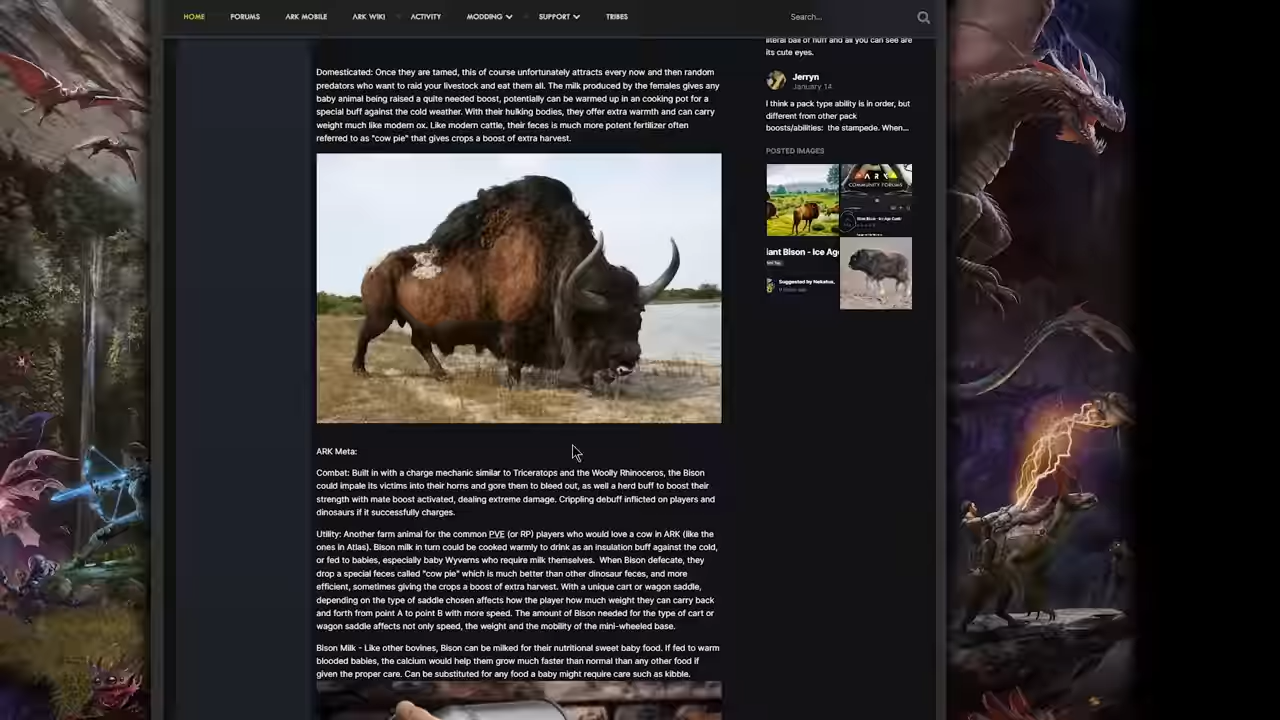 HOME FORUMS ARK MOBILE ARK WIKI ACTIVITY MODDING SUPPORT TRIBES Search...
Domesticated: Once they are tamed, this of course unfortunately attracts every now and then random
predators who want to raid your livestock and eat them all. The milk produced by the females gives any
baby animal being raised a quite needed boost, potentially can be warmed up in an cooking pot for a
special buff against the cold weather. With their hulking bodies, they offer extra warmth and can carry
weight much like modern ox. Like modern cattle, their feces is much more potent fertilizer often
referred to as "cow pie" that gives crops a boost of extra harvest.
ARK Meta:
Combat: Built in with a charge mechanic similar to Triceratops and the Woolly Rhinoceros, the Bison
could impale its victims into their horns and gore them to bleed out, as well a herd buff to boost their
strength with mate boost activated, dealing extreme damage. Crippling debuff inflicted on players and
dinosaurs if it successfully charges.
Utility: Another farm animal for the common PVE (or RP) players who would love a cow in ARK (like the
ones in Atlas). Bison milk in turn could be cooked warmly to drink as an insulation buff against the cold,
or fed to babies, especially baby Wyverns who require milk themselves. When Bison defecate, they
drop a special feces called "cow pie" which is much better than other dinosaur feces, and more
efficient, sometimes giving the crops a boost of extra harvest. With a unique cart or wagon saddle,
depending on the type of saddle chosen affects how the player how much weight they can carry back
and forth from point A to point B with more speed. The amount of Bison needed for the type of cart or
wagon saddle affects not only speed, the weight and the mobility of the mini-wheeled base.
Bison Milk - Like other bovines, Bison can be milked for their nutritional sweet baby food. If fed to warm
blooded babies, the calcium would help them grow much faster than normal than any other food if
given the proper care. Can be substituted for any food a baby might require care such as kibble.
literal ball of fluff and all you can see are
its cute eyes.
Jerryn
January 14
I think a pack type ability is in order, but
different from other pack
boosts/abilities: the stampede. When...
POSTED IMAGES
ARK
COMMUNITY FORUMS
iant Bison - Ice Ag
Suggested by Nekatus,